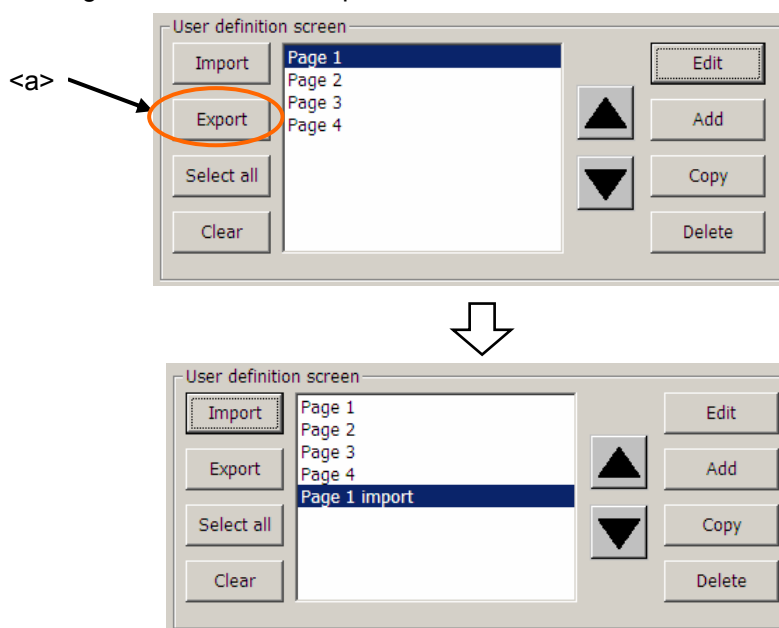 User definition screen
Import
Page 1
Edit
Page 2
<a>
Page 3
Export
Page 4
Add
Select all
Copy
Clear
Delete
User definition screen
Import
Page 1
Edit
Page 2
Page 3
Export
Page 4
Add
Page 1 import
Select all
Copy
Clear
Delete